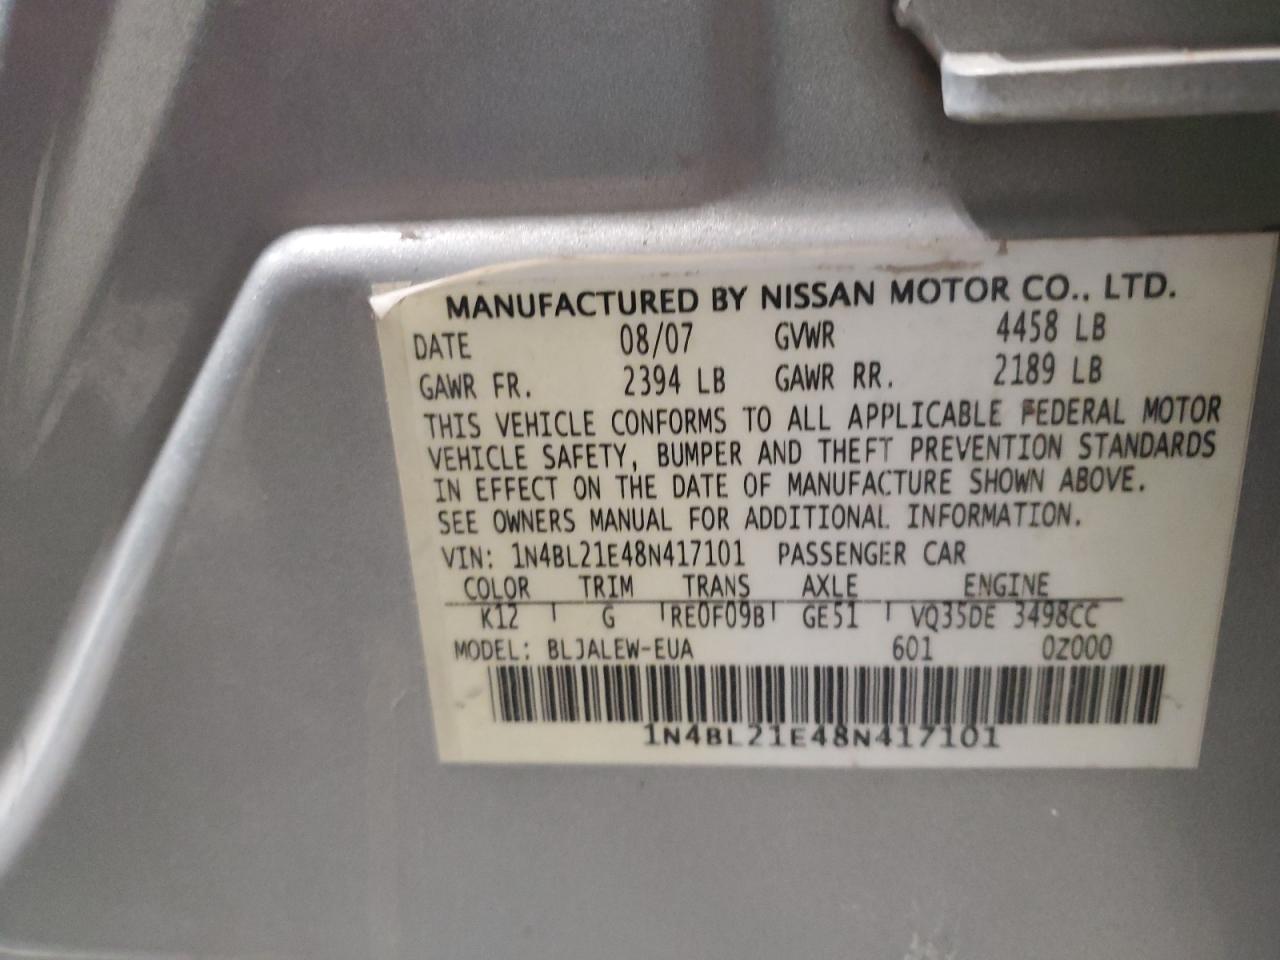 MANUFACTURED BY NISSAN MOTOR CO., LTD.
DATE 08/07 GVWR 4458 LB
GAWR FR. 2394 LB GAWR RR. 2189 LB
THIS VEHICLE CONFORMS TO ALL APPLICABLE FEDERAL MOTOR
VEHICLE SAFETY, BUMPER AND THEFT PREVENTION STANDARDS
IN EFFECT ON THE DATE OF MANUFACTURE SHOWN ABOVE.
SEE OWNERS MANUAL FOR ADDITIONAL INFORMATION.
VIN: 1N4BL21E48N417101 PASSENGER CAR
COLOR TRIM TRANS AXLE ENGINE
K12 G RE0F09B GE51 VQ35DE 3498CC
MODEL: BLJALEW-EUA 601 0Z000
1N4BL21E48N417101